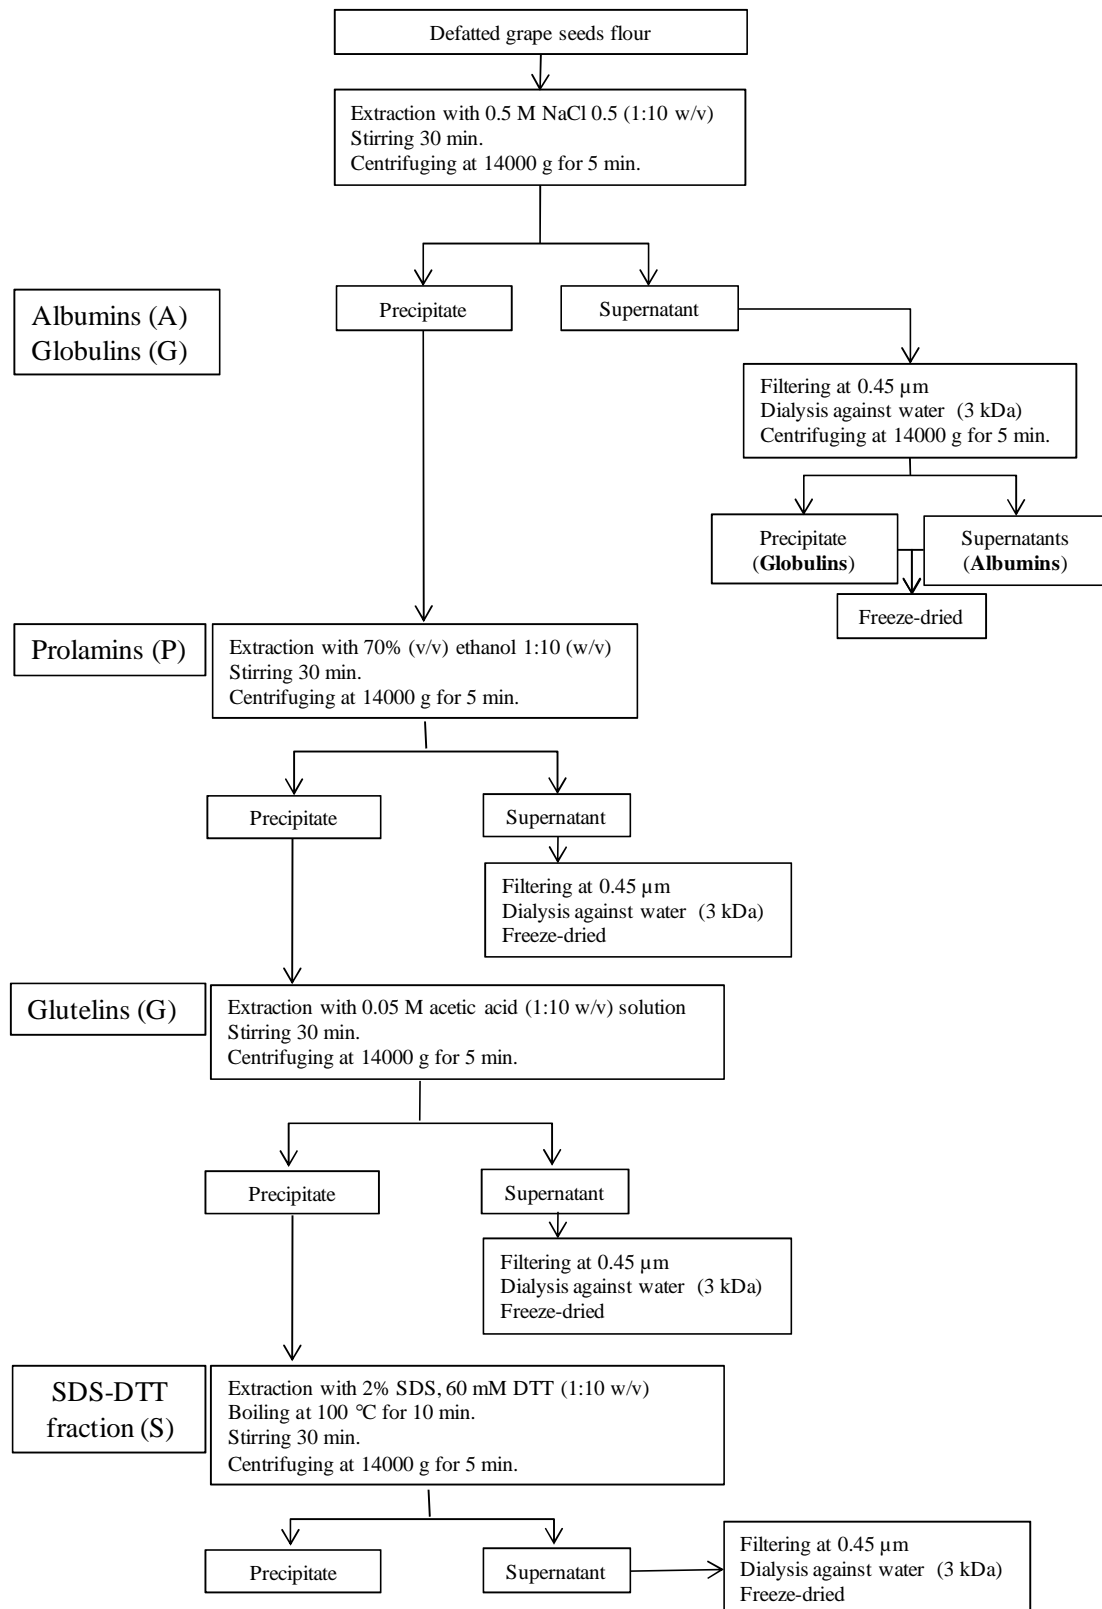 Defatted grape seeds flour
Extraction with 0.5 M NaCl 0.5 (1:10 w/v)
Stirring 30 min.
Centrifuging at 14000 g for 5 min.
Albumins (A)
Globulins (G)
Precipitate
Supernatant
Filtering at 0.45 µm
Dialysis against water (3 kDa)
Centrifuging at 14000 g for 5 min.
Precipitate
(Globulins)
Supernatants
(Albumins)
Freeze-dried
Prolamins (P)
Extraction with 70% (v/v) ethanol 1:10 (w/v)
Stirring 30 min.
Centrifuging at 14000 g for 5 min.
Precipitate
Supernatant
Filtering at 0.45 µm
Dialysis against water (3 kDa)
Freeze-dried
Glutelins (G)
Extraction with 0.05 M acetic acid (1:10 w/v) solution
Stirring 30 min.
Centrifuging at 14000 g for 5 min.
Precipitate
Supernatant
Filtering at 0.45 µm
Dialysis against water (3 kDa)
Freeze-dried
SDS-DTT
fraction (S)
Extraction with 2% SDS, 60 mM DTT (1:10 w/v)
Boiling at 100 °C for 10 min.
Stirring 30 min.
Centrifuging at 14000 g for 5 min.
Precipitate
Supernatant
Filtering at 0.45 µm
Dialysis against water (3 kDa)
Freeze-dried